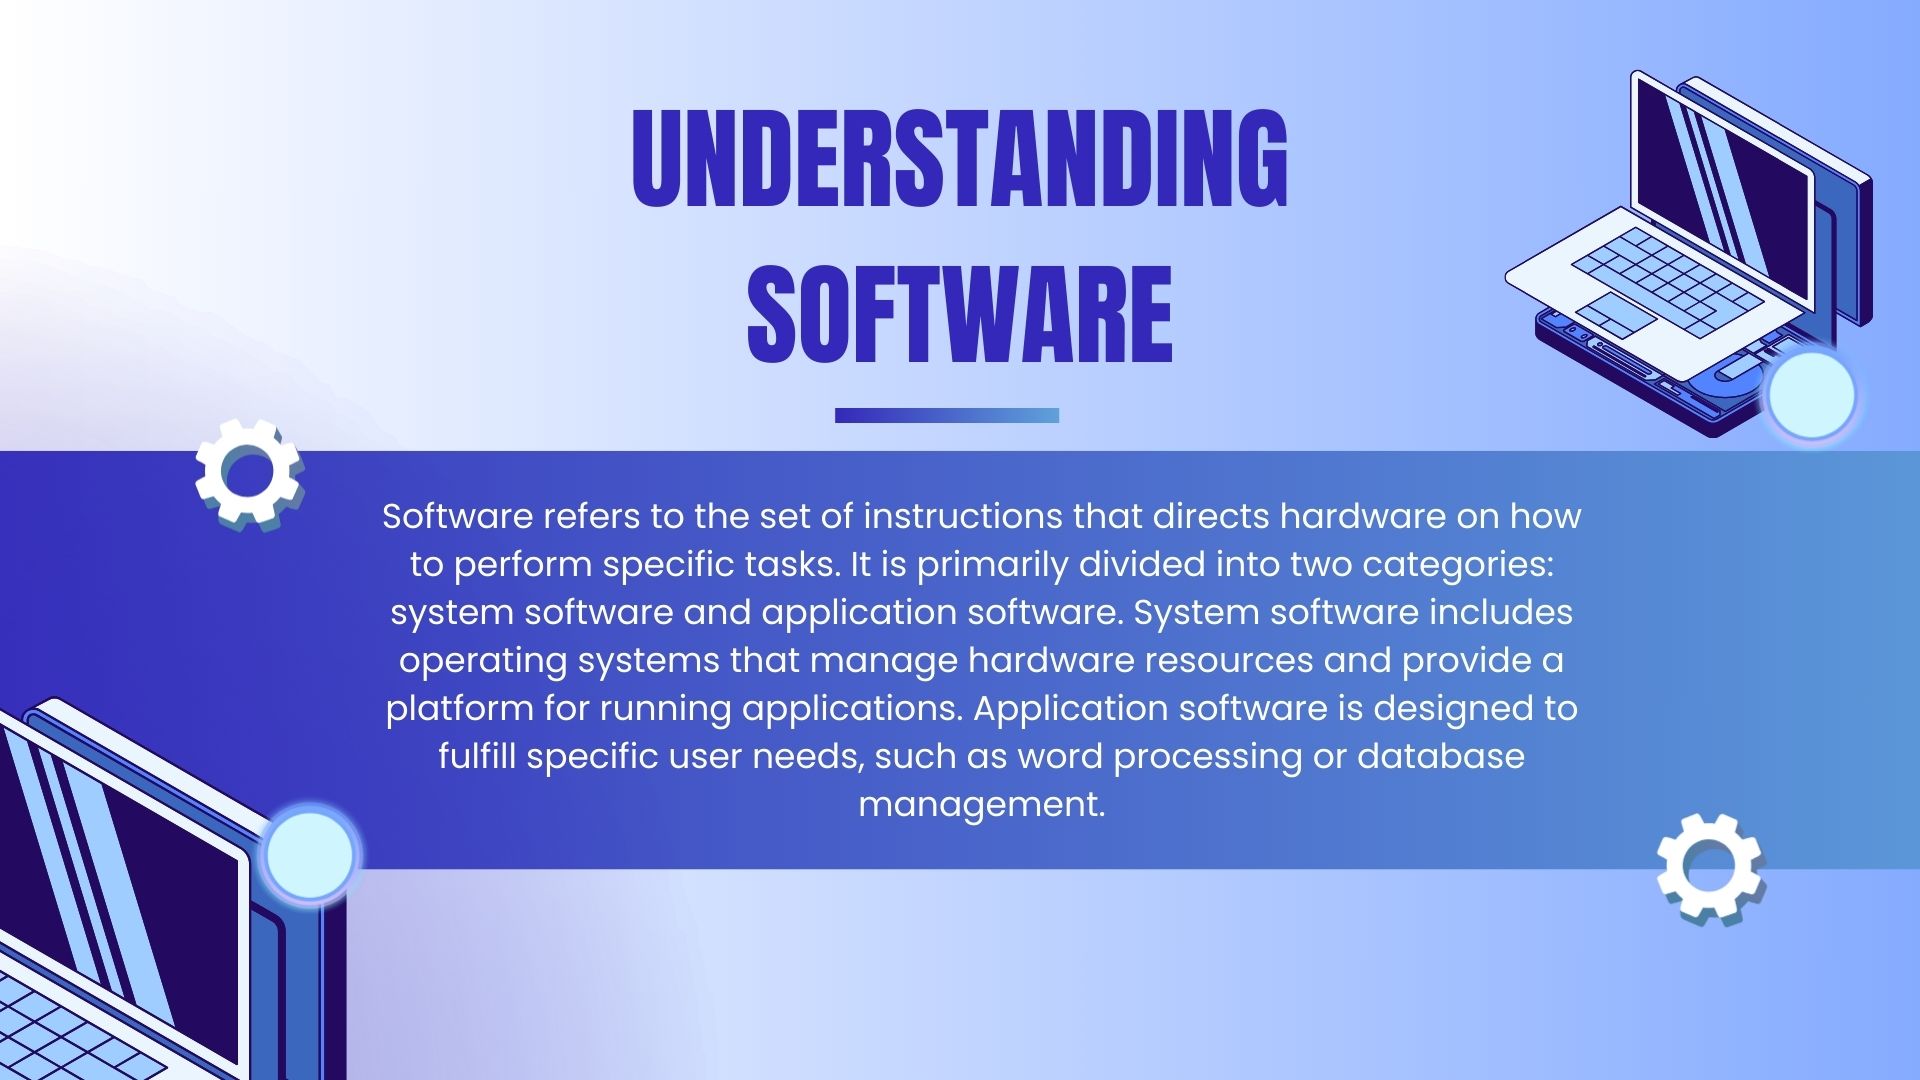 UNDERSTANDING
SOFTWARE
Software refers to the set of instructions that directs hardware on how
to perform specific tasks. It is primarily divided into two categories:
system software and application software. System software includes
operating systems that manage hardware resources and provide a
platform for running applications. Application software is designed to
fulfill specific user needs, such as word processing or database
management.